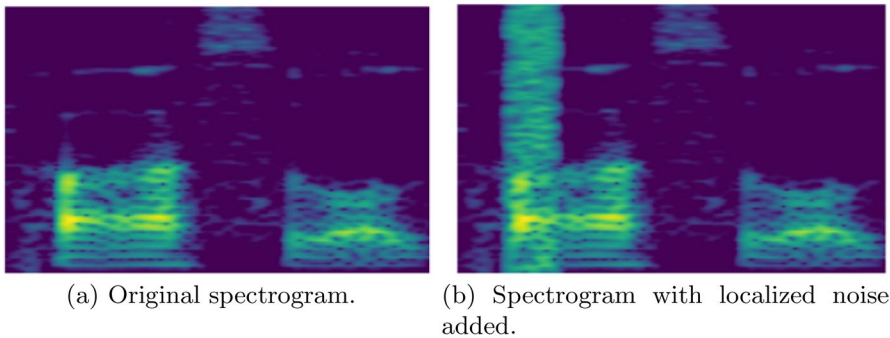 (a) Original spectrogram.
(b) Spectrogram with localized noise
added.